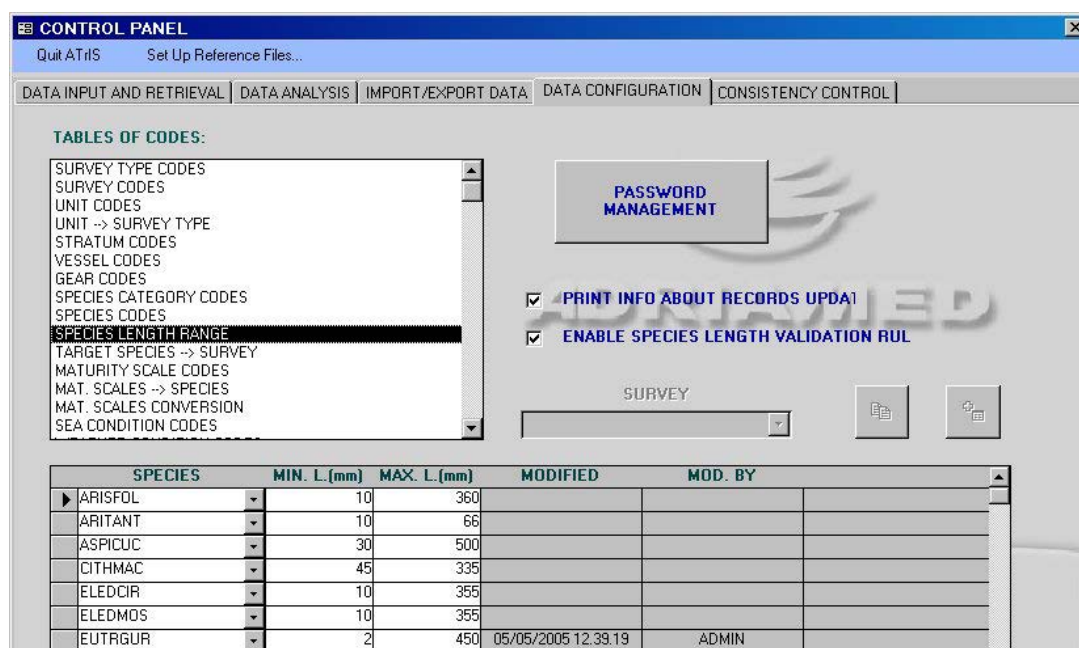 CONTROL PANEL
Quit ATrIS Set Up Reference Files...
DATA INPUT AND RETRIEVAL DATA ANALYSIS IMPORT/EXPORT DATA DATA CONFIGURATION CONSISTENCY CONTROL
TABLES OF CODES:
SURVEY TYPE CODES
SURVEY CODES
UNIT CODES
UNIT --> SURVEY TYPE
STRATUM CODES
VESSEL CODES
GEAR CODES
SPECIES CATEGORY CODES
SPECIES CODES
SPECIES LENGTH RANGE
TARGET SPECIES --> SURVEY
MATURITY SCALE CODES
MAT. SCALES --> SPECIES
MAT. SCALES CONVERSION
SEA CONDITION CODES
PASSWORD
MANAGEMENT
ADRIAMED
PRINT INFO ABOUT RECORDS UPDAT
ENABLE SPECIES LENGTH VALIDATION RUL
SURVEY
SPECIES MIN. L.(mm) MAX. L.(mm) MODIFIED MOD. BY
ARISFOL 10 360
ARITANT 10 66
ASPICUC 30 500
CITHMAC 45 335
ELEDCIR 10 355
ELEDMOS 10 355
EUTRGUR 2 450 05/05/2005 12.39.19 ADMIN